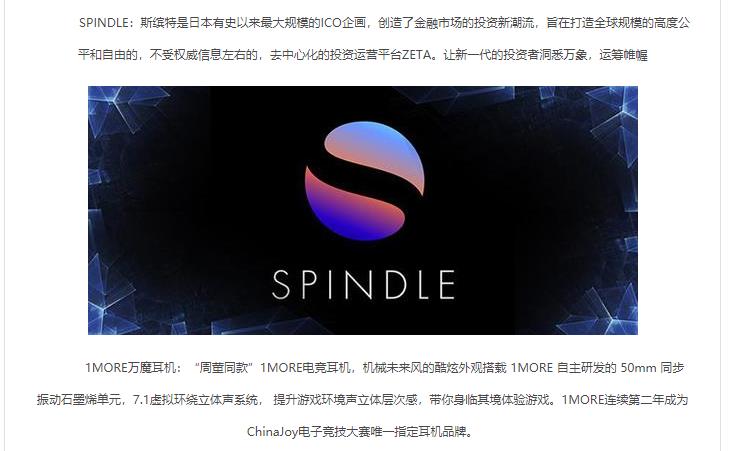 SPINDLE：斯缤特是日本有史以来最大规模的ICO企画，创造了金融市场的投资新潮流，旨在打造全球规模的高度公
平和自由的，不受权威信息左右的，去中心化的投资运营平台ZETA。让新一代的投资者洞悉万象，运筹帷幄
SPINDLE
1MORE万魔耳机：“周董同款”1MORE电竞耳机，机械未来风的酷炫外观搭载 1MORE 自主研发的 50mm 同步
振动石墨烯单元，7.1虚拟环绕立体声系统， 提升游戏环境声立体层次感，带你身临其境体验游戏。1MORE连续第二年成为
ChinaJoy电子竞技大赛唯一指定耳机品牌。